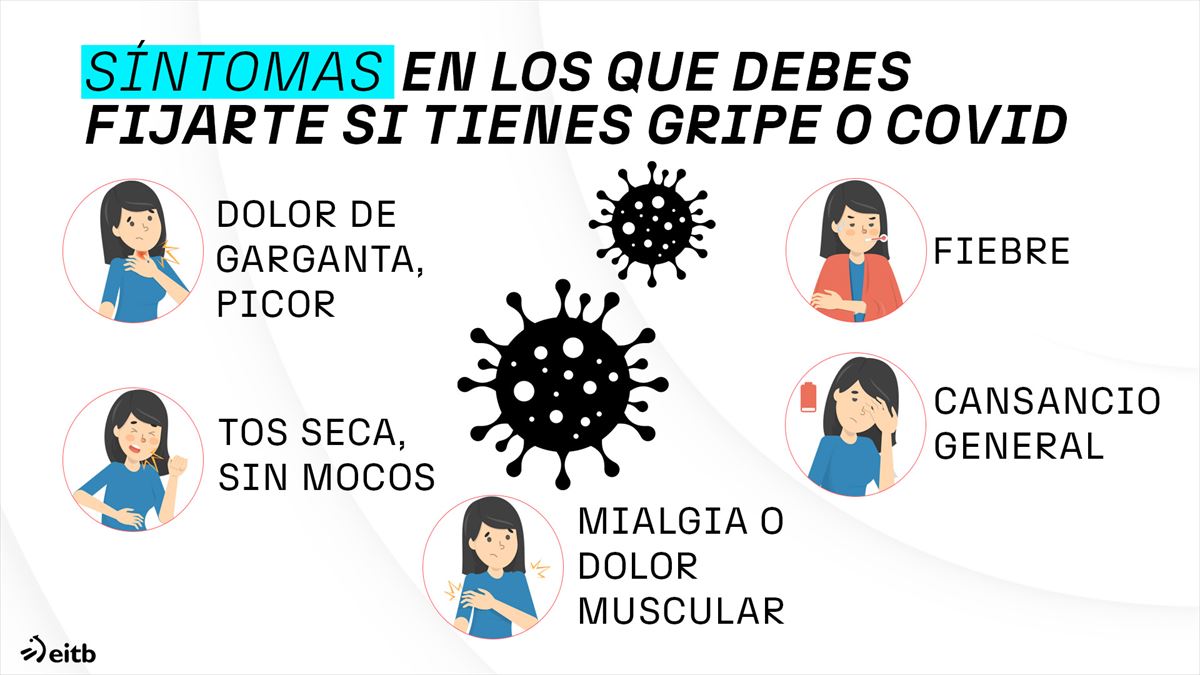 SÍNTOMAS EN LOS QUE DEBES
FIJARTE SI TIENES GRIPE O COVID
DOLOR DE
GARGANTA,
PICOR
FIEBRE
TOS SECA,
SIN MOCOS
CANSANCIO
GENERAL
MIALGIA O
DOLOR
MUSCULAR
eitb